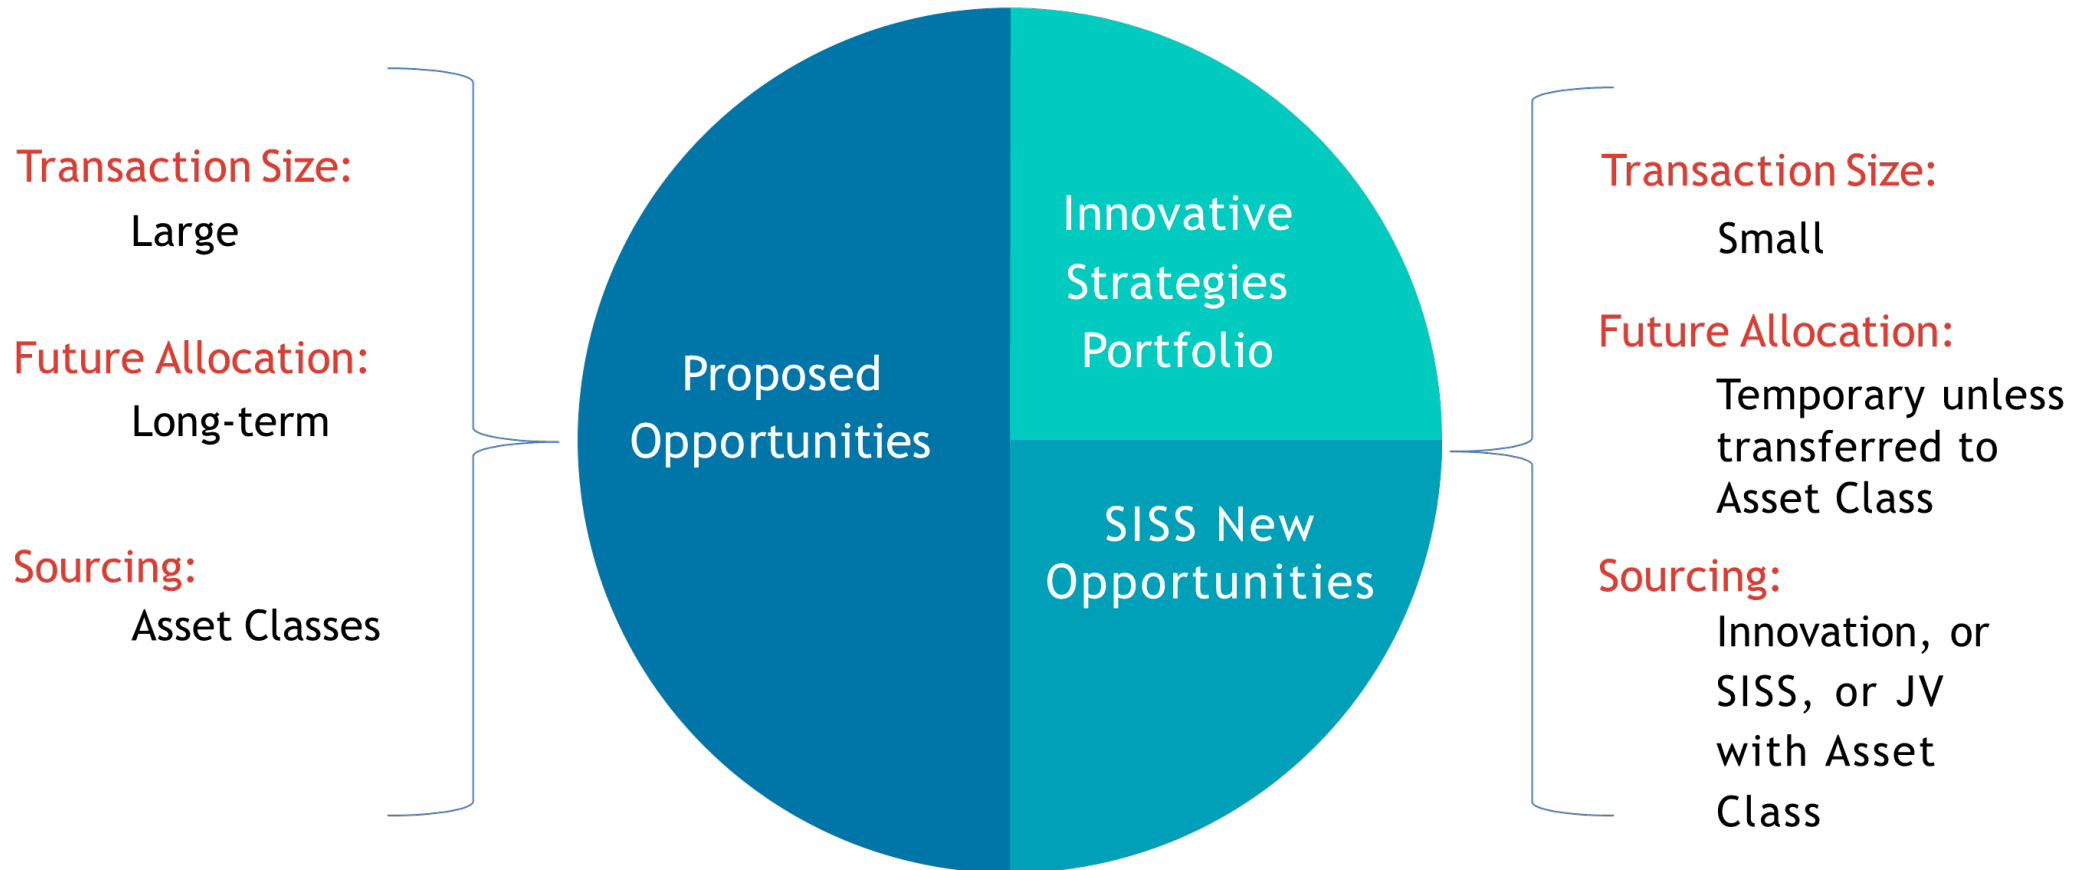 Transaction Size:
Large
Future Allocation:
Long-term
Sourcing:
Asset Classes
Proposed
Opportunities
Innovative
Strategies
Portfolio
SISS New
Opportunities
Transaction Size:
Small
Future Allocation:
Temporary unless
transferred to
Asset Class
Sourcing:
Innovation, or
SISS, or JV
with Asset
Class